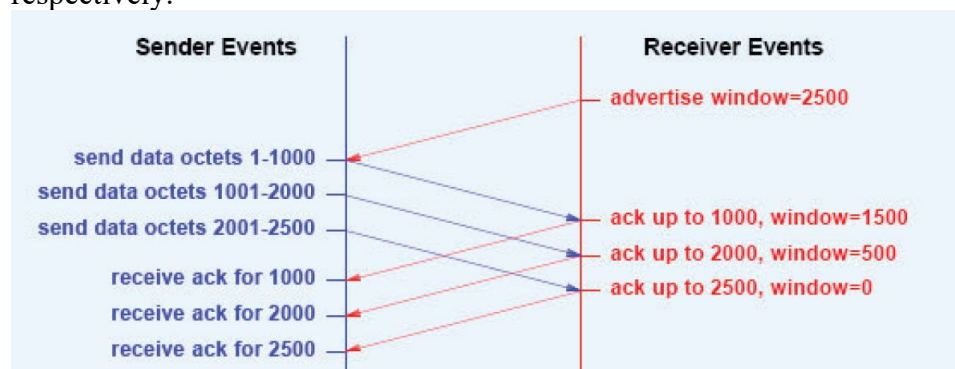 respectively.
Sender Events
Receiver Events
advertise window=2500
send data octets 1-1000
send data octets 1001-2000
send data octets 2001-2500
ack up to 1000, window=1500
ack up to 2000, window=500
ack up to 2500, window=0
receive ack for 1000
receive ack for 2000
receive ack for 2500